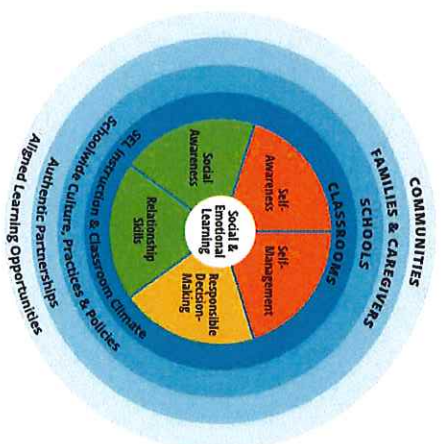 COMMUNITIES
FAMILIES & CAREGIVERS
SCHOOLS
CLASSROOMS
Self-
Awareness
Self-
Management
Social
Awareness
Social &
Emotional
Learning
Responsible
Decision-
Making
Relationship
Skills
SEL Instruction & Classroom Climate
Schoolwide Culture, Practices & Policies
Authentic Partnerships
Aligned Learning Opportunities